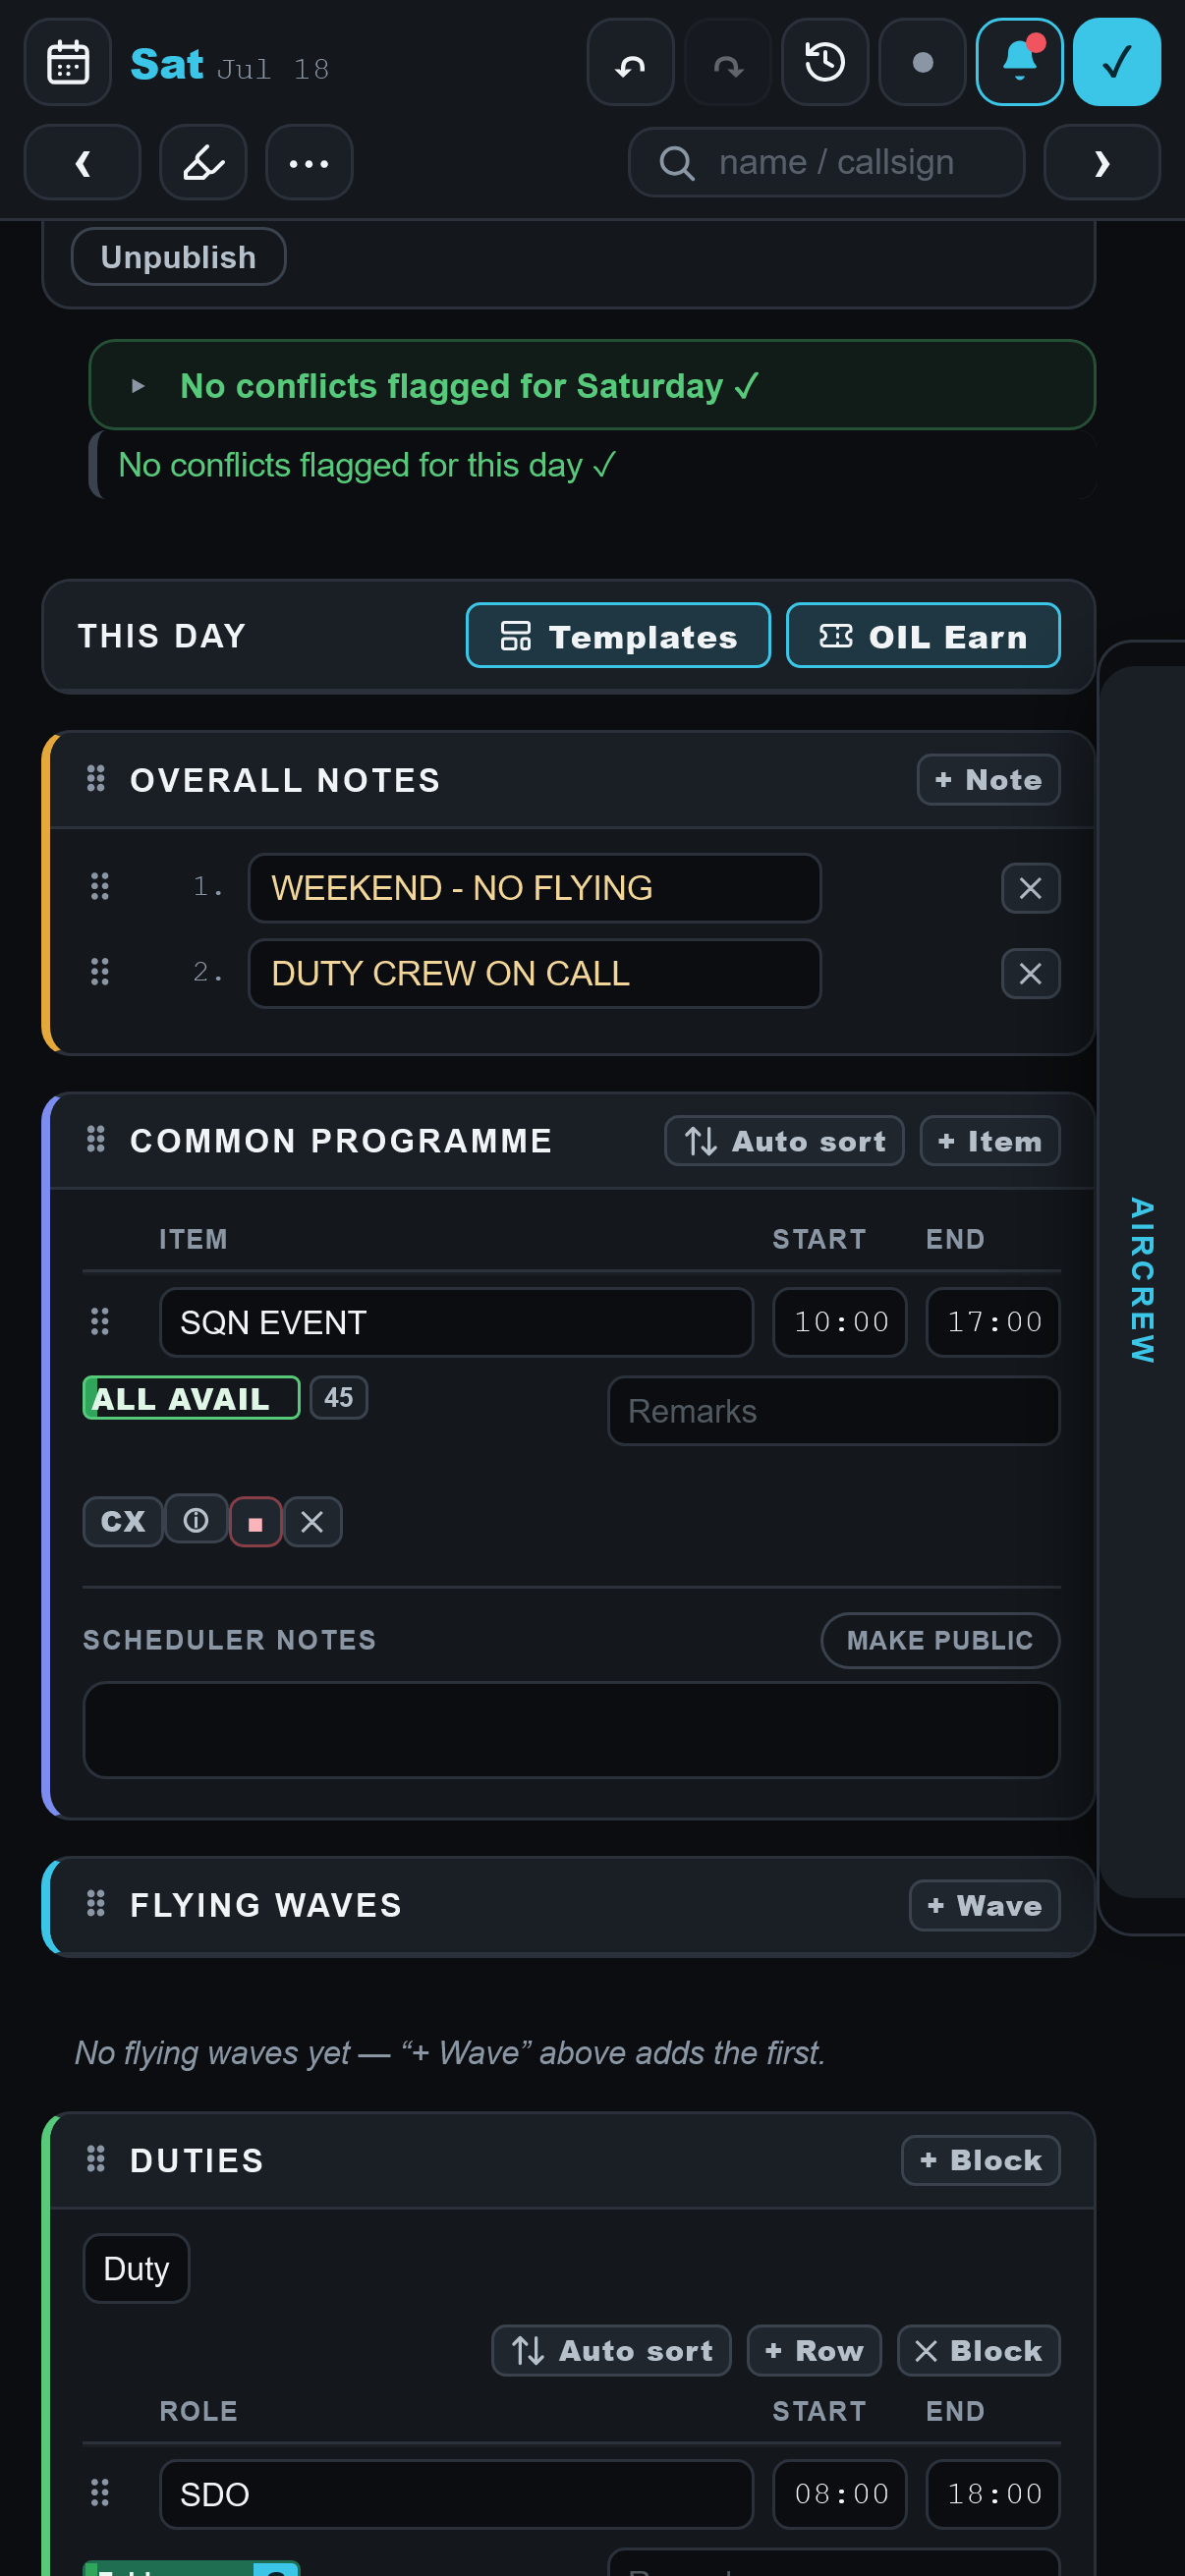 Sat Jul 18
name / callsign
Unpublish
No conflicts flagged for Saturday ✓
No conflicts flagged for this day ✓
THIS DAY
Templates
OIL Earn
OVERALL NOTES
+ Note
1. WEEKEND - NO FLYING
2. DUTY CREW ON CALL
COMMON PROGRAMME
Auto sort
+ Item
ITEM START END
SQN EVENT 10:00 17:00
ALL AVAIL 45
Remarks
CX
SCHEDULER NOTES
MAKE PUBLIC
FLYING WAVES
+ Wave
No flying waves yet — “+ Wave” above adds the first.
AIRCREW
DUTIES
+ Block
Duty
Auto sort
+ Row
× Block
ROLE START END
SDO 08:00 18:00